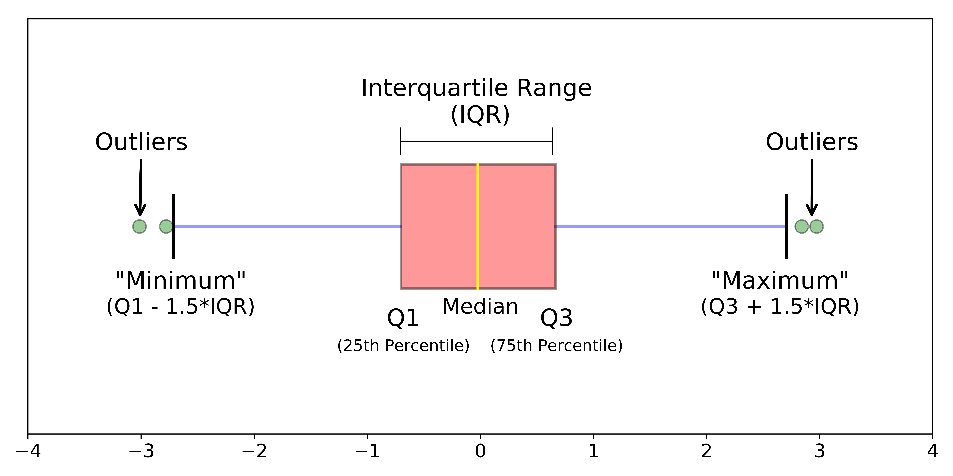 Interquartile Range
(IQR)
Outliers
Outliers
"Minimum"
(Q1 - 1.5*IQR)
"Maximum"
(Q3 + 1.5*IQR)
Median
Q1
Q3
(25th Percentile)
(75th Percentile)
−4
−3
−2
−1
0
1
2
3
4